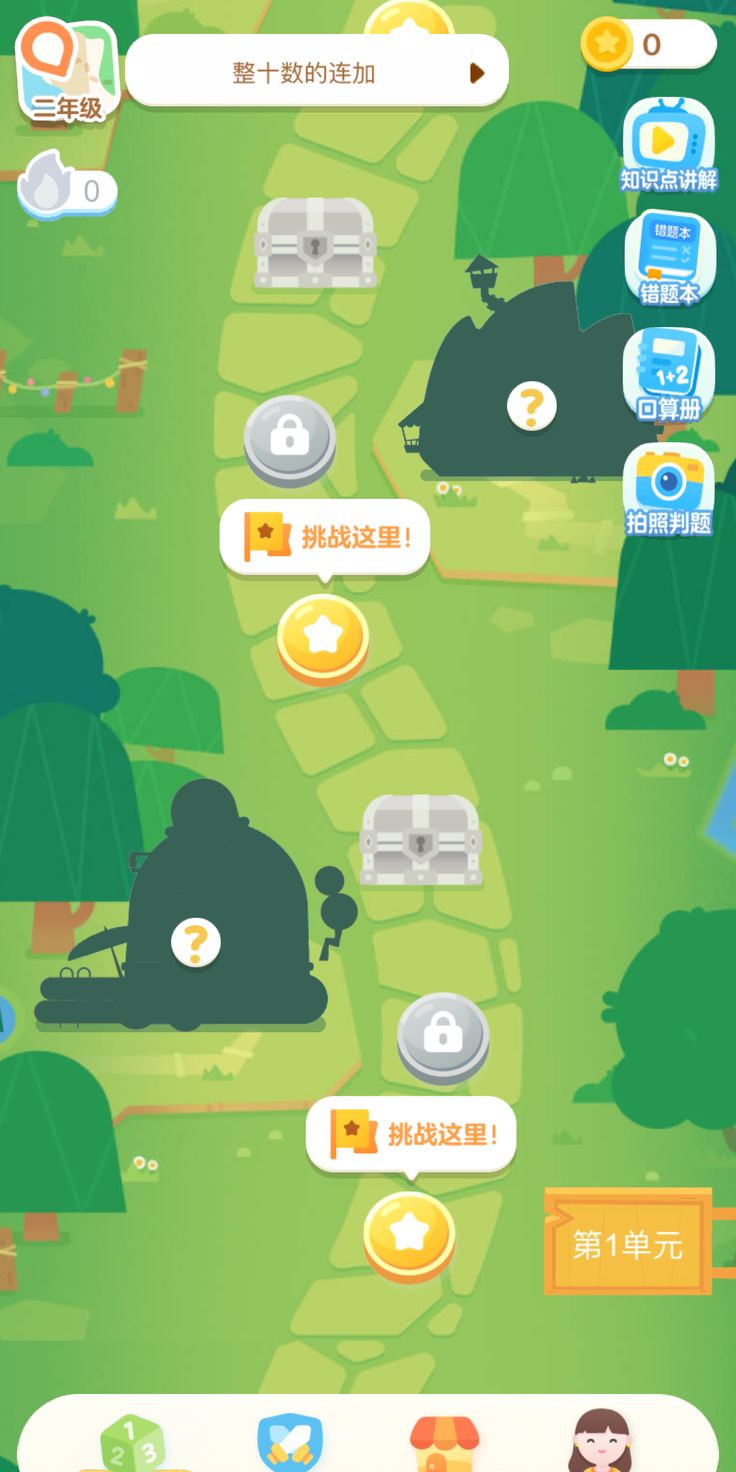 整十数的连加
0
二年级
0
知识点讲解
错题本
错题本
1+2
口算册
拍照判题
挑战这里!
?
?
挑战这里!
第1单元
1
2 3